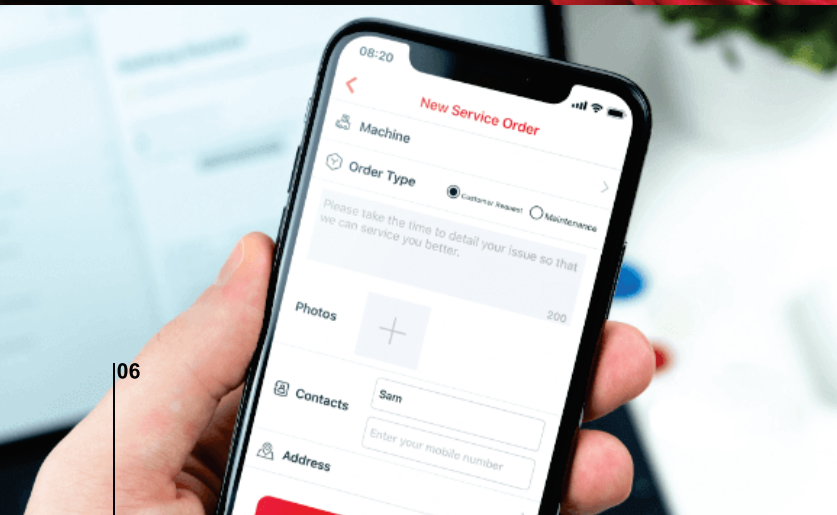 08:20
New Service Order
Machine
Order Type
Customer Request
Maintenance
Please take the time to detail your issue so that
we can service you better.
200
Photos
06
Contacts
Sam
Enter your mobile number
Address